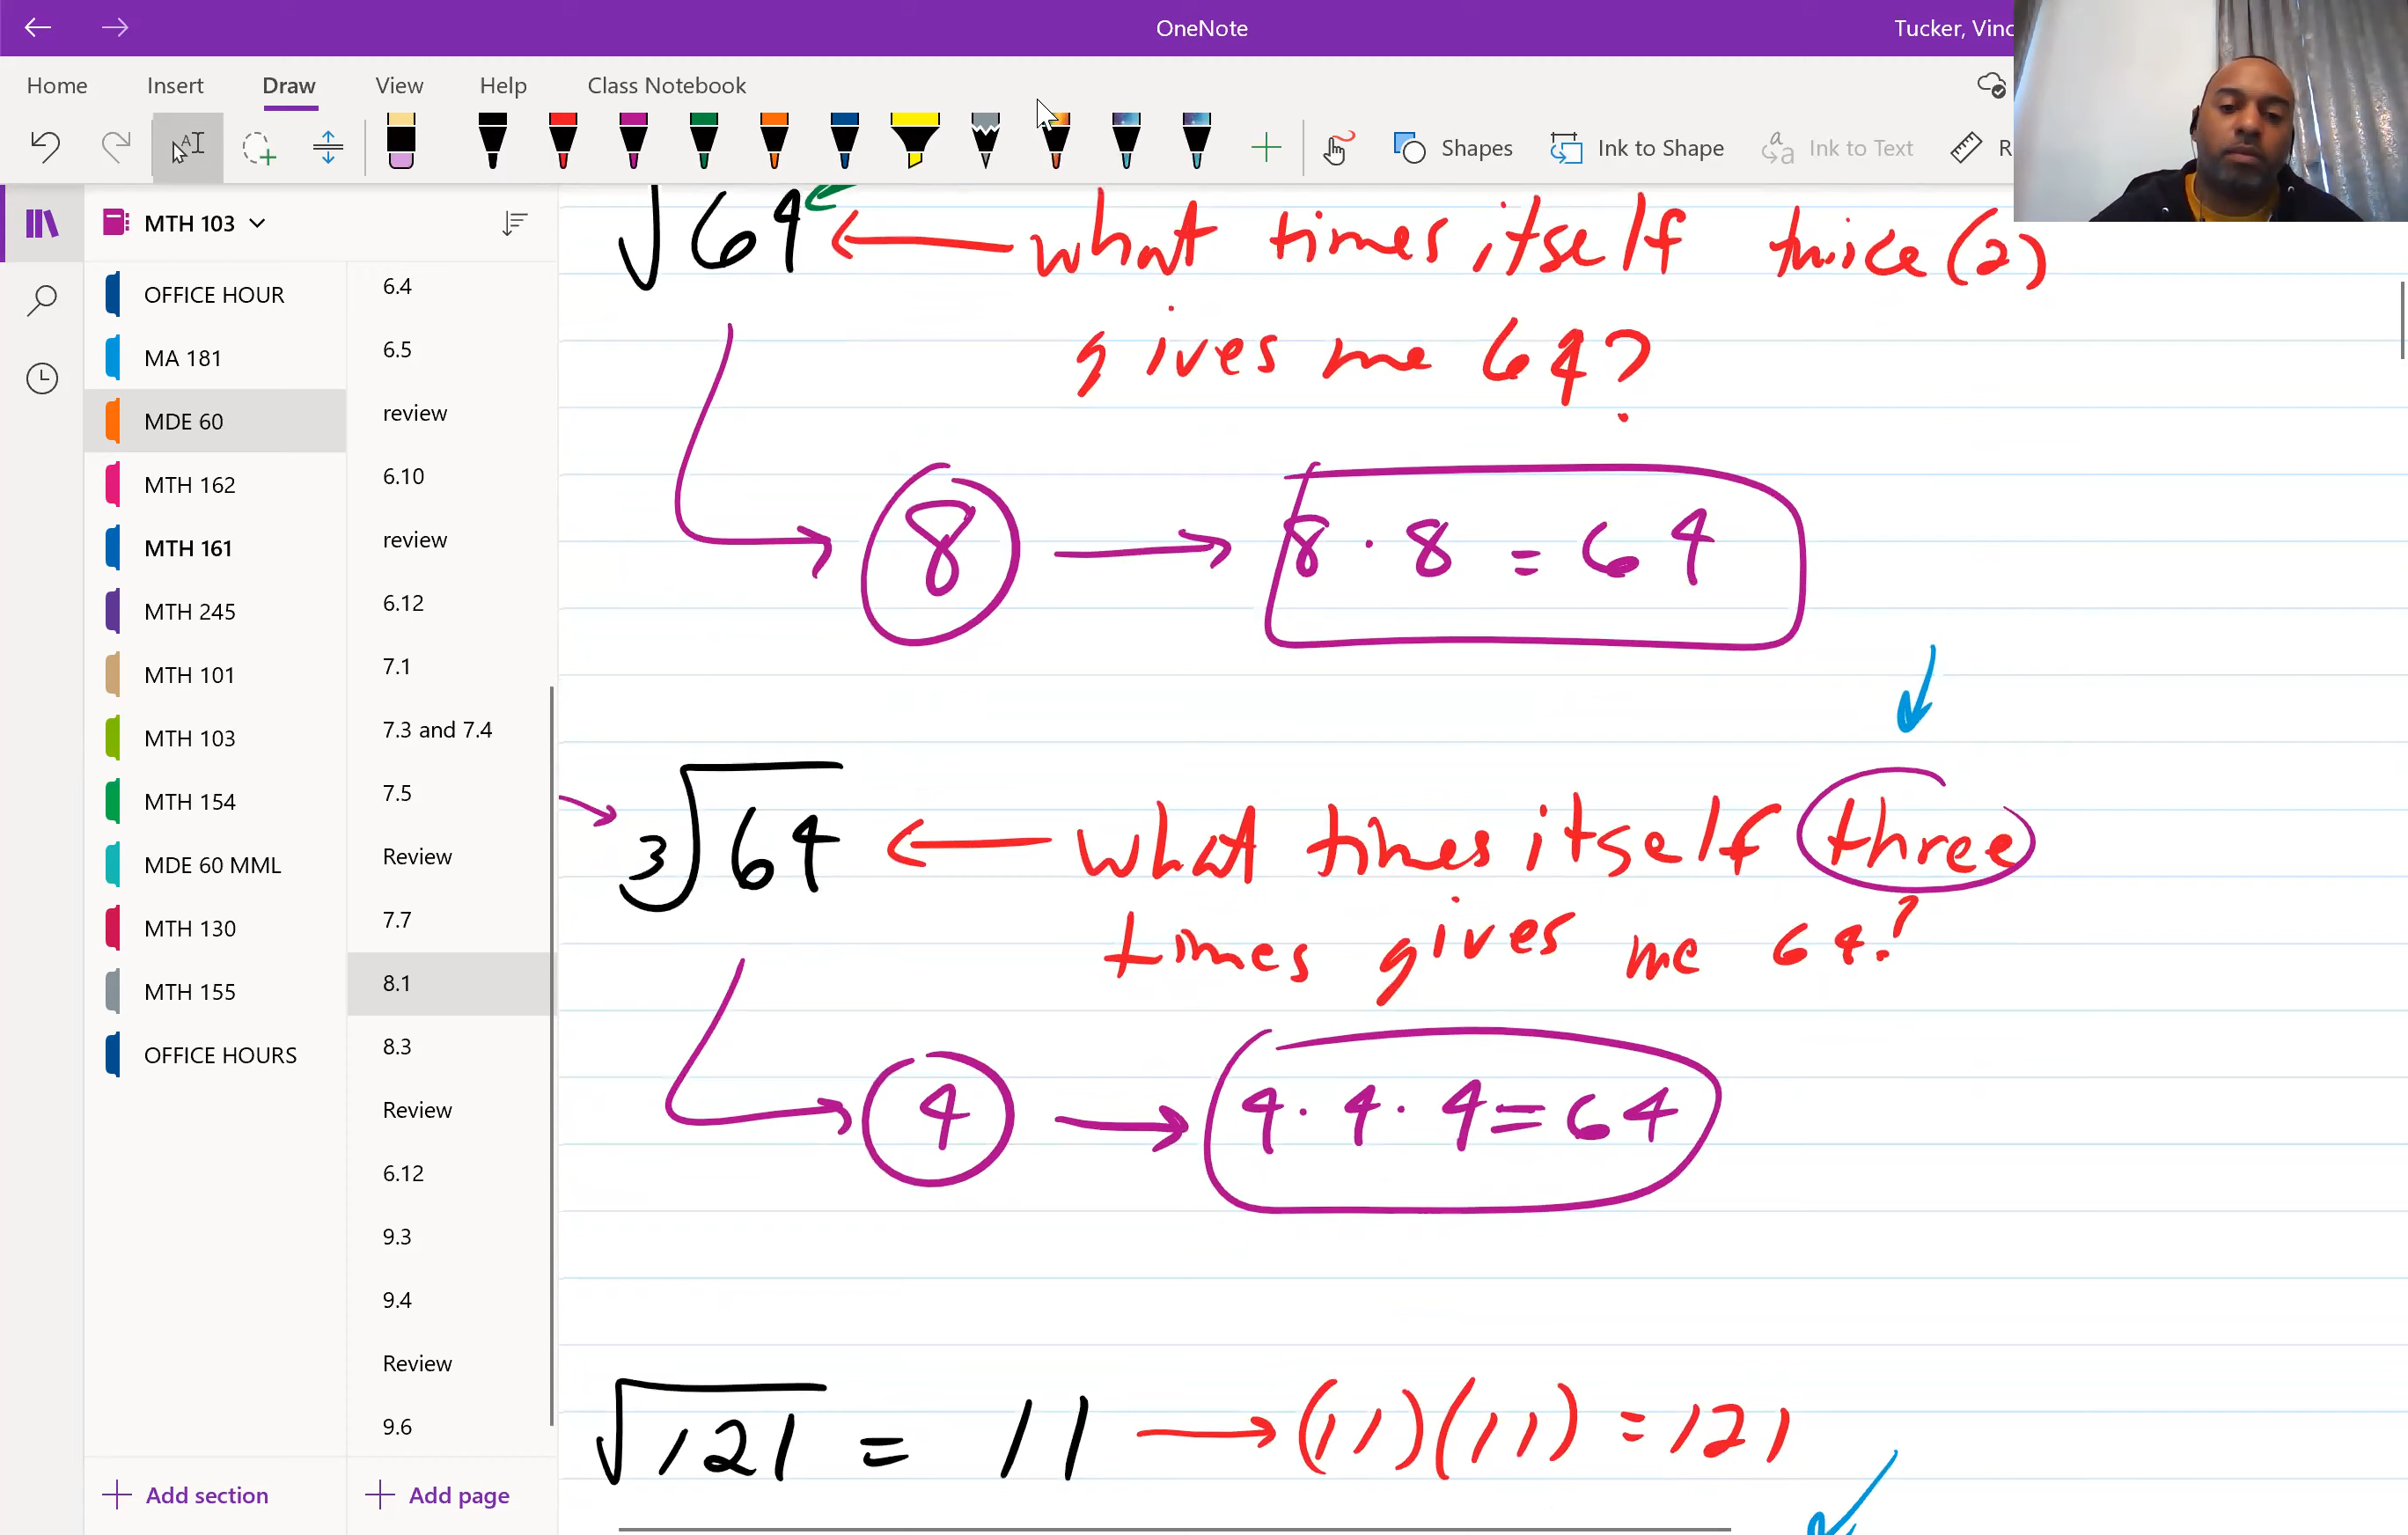 OneNote
Tucker, Vinc
Home Insert Draw View Help Class Notebook
Shapes Ink to Shape Ink to Text R
MTH 103
OFFICE HOUR
MA 181
MDE 60
MTH 162
MTH 161
MTH 245
MTH 101
MTH 103
MTH 154
MDE 60 MML
MTH 130
MTH 155
OFFICE HOURS
Add section
6.4
6.5
review
6.10
review
6.12
7.1
7.3 and 7.4
7.5
Review
7.7
8.1
8.3
Review
6.12
9.3
9.4
Review
9.6
Add page
√64 ← what times itself twice (2)
gives me 64?
8 → 8 · 8 = 64
∛64 ← what times itself three
times gives me 64?
4 → 4 · 4 · 4 = 64
√121 = 11 → (11)(11) = 121